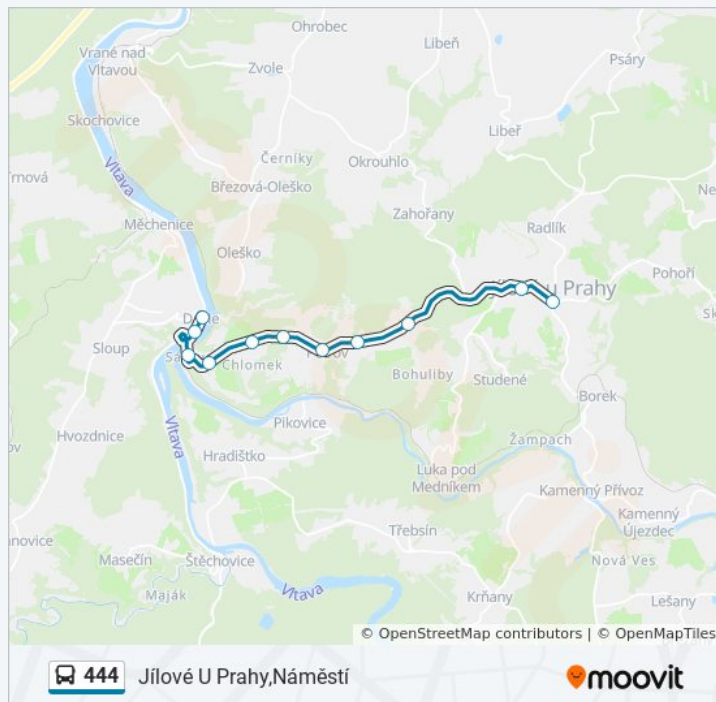 Ohrobec
Libeň
Psáry
Vrané nad
Vltavou
Zvole
Skochovice
Libeř
Černíky
Okrouhlo
Vltava
Březová-Oleško
Zahořany
Radlík
Měchenice
Oleško
Pohoří
u Prahy
Sloup
Chlomek
Bohuliby
Studené
Borek
Hvozdnice
Pikovice
Žampach
Vltava
Hradištko
Luka pod
Medníkem
Kamenný Přívoz
Kamenný
Újezdec
Třebsín
Masečín
Štěchovice
Nová Ves
Maják
Vltava
Krňany
Lešany
© OpenStreetMap contributors | © OpenMapTiles
444 Jílové U Prahy,Náměstí
moovit